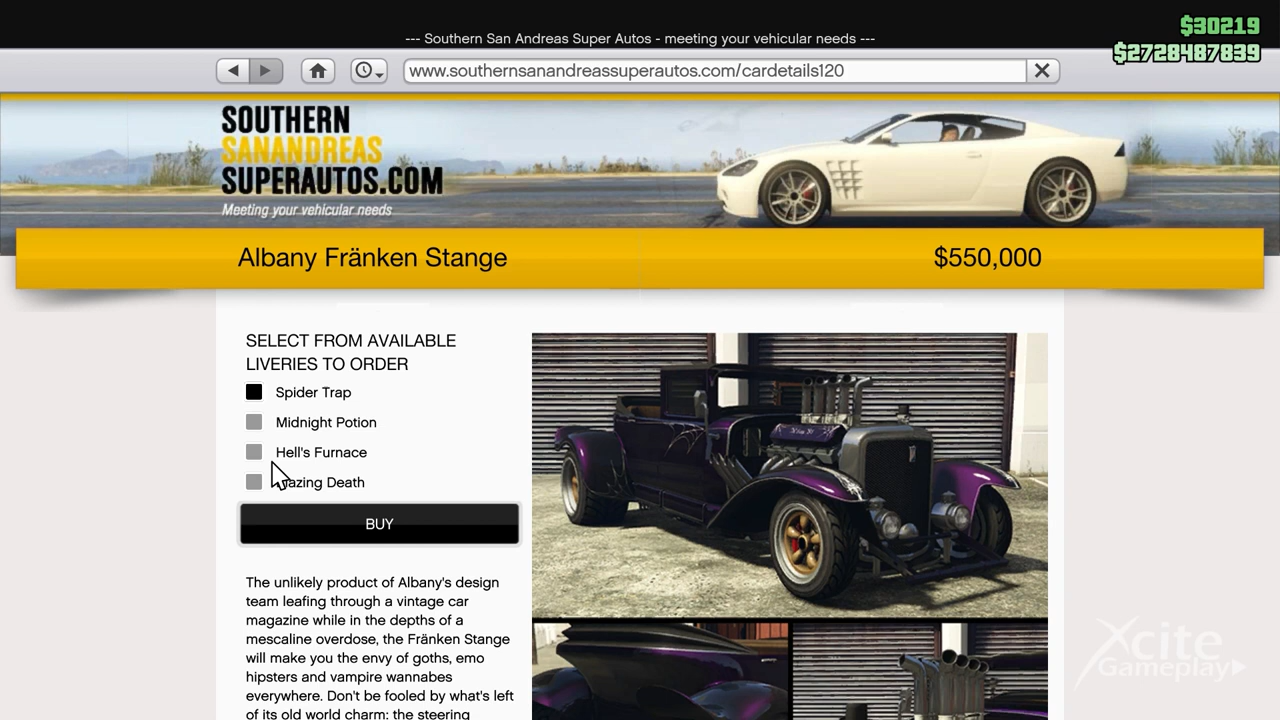 $30219
--- Southern San Andreas Super Autos - meeting your vehicular needs ---
$2728487839
www.southernsanandreassuperautos.com/cardetails120
SOUTHERN
SANANDREAS
SUPERAUTOS.COM
Meeting your vehicular needs
Albany Fränken Stange
$550,000
SELECT FROM AVAILABLE
LIVERIES TO ORDER
Spider Trap
Midnight Potion
Hell's Furnace
azing Death
BUY
The unlikely product of Albany's design
team leafing through a vintage car
magazine while in the depths of a
mescaline overdose, the Fränken Stange
will make you the envy of goths, emo
hipsters and vampire wannabes
everywhere. Don't be fooled by what's left
of its old world charm: the steering
Xcite
Gameplay